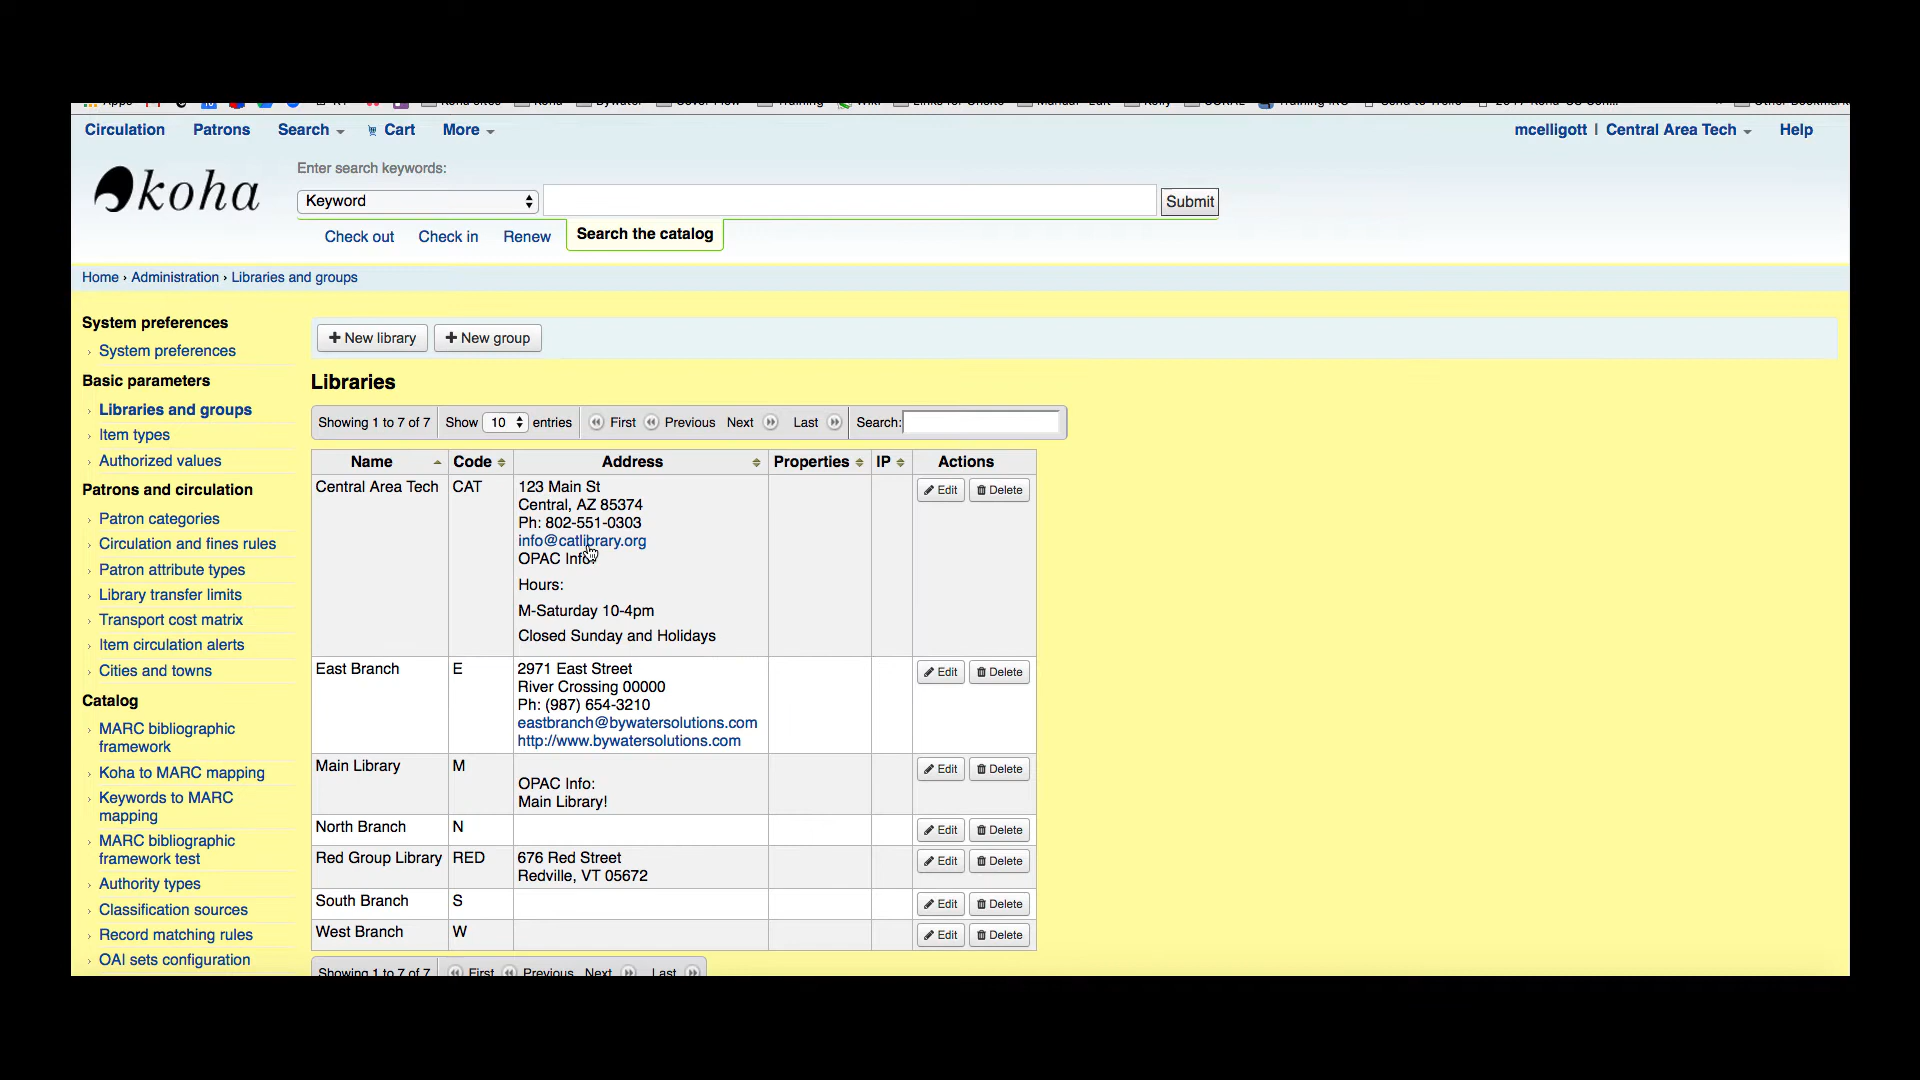 Circulation Patrons Search Cart More mcelligott | Central Area Tech Help
Enter search keywords:
koha
Keyword Submit
Check out Check in Renew Search the catalog
Home › Administration › Libraries and groups
System preferences
› System preferences
Basic parameters
› Libraries and groups
› Item types
› Authorized values
Patrons and circulation
› Patron categories
› Circulation and fines rules
› Patron attribute types
› Library transfer limits
› Transport cost matrix
› Item circulation alerts
› Cities and towns
Catalog
› MARC bibliographic
framework
› Koha to MARC mapping
› Keywords to MARC
mapping
› MARC bibliographic
framework test
› Authority types
› Classification sources
› Record matching rules
› OAI sets configuration
+ New library + New group
Libraries
Showing 1 to 7 of 7 Show 10 entries First Previous Next Last Search:
Name Code Address Properties IP Actions
Central Area Tech CAT 123 Main St Edit Delete
Central, AZ 85374
Ph: 802-551-0303
info@catlibrary.org
OPAC Info:
Hours:
M-Saturday 10-4pm
Closed Sunday and Holidays
East Branch E 2971 East Street Edit Delete
River Crossing 00000
Ph: (987) 654-3210
eastbranch@bywatersolutions.com
http://www.bywatersolutions.com
Main Library M Edit Delete
OPAC Info:
Main Library!
North Branch N Edit Delete
Red Group Library RED 676 Red Street Edit Delete
Redville, VT 05672
South Branch S Edit Delete
West Branch W Edit Delete
Showing 1 to 7 of 7 First Previous Next Last